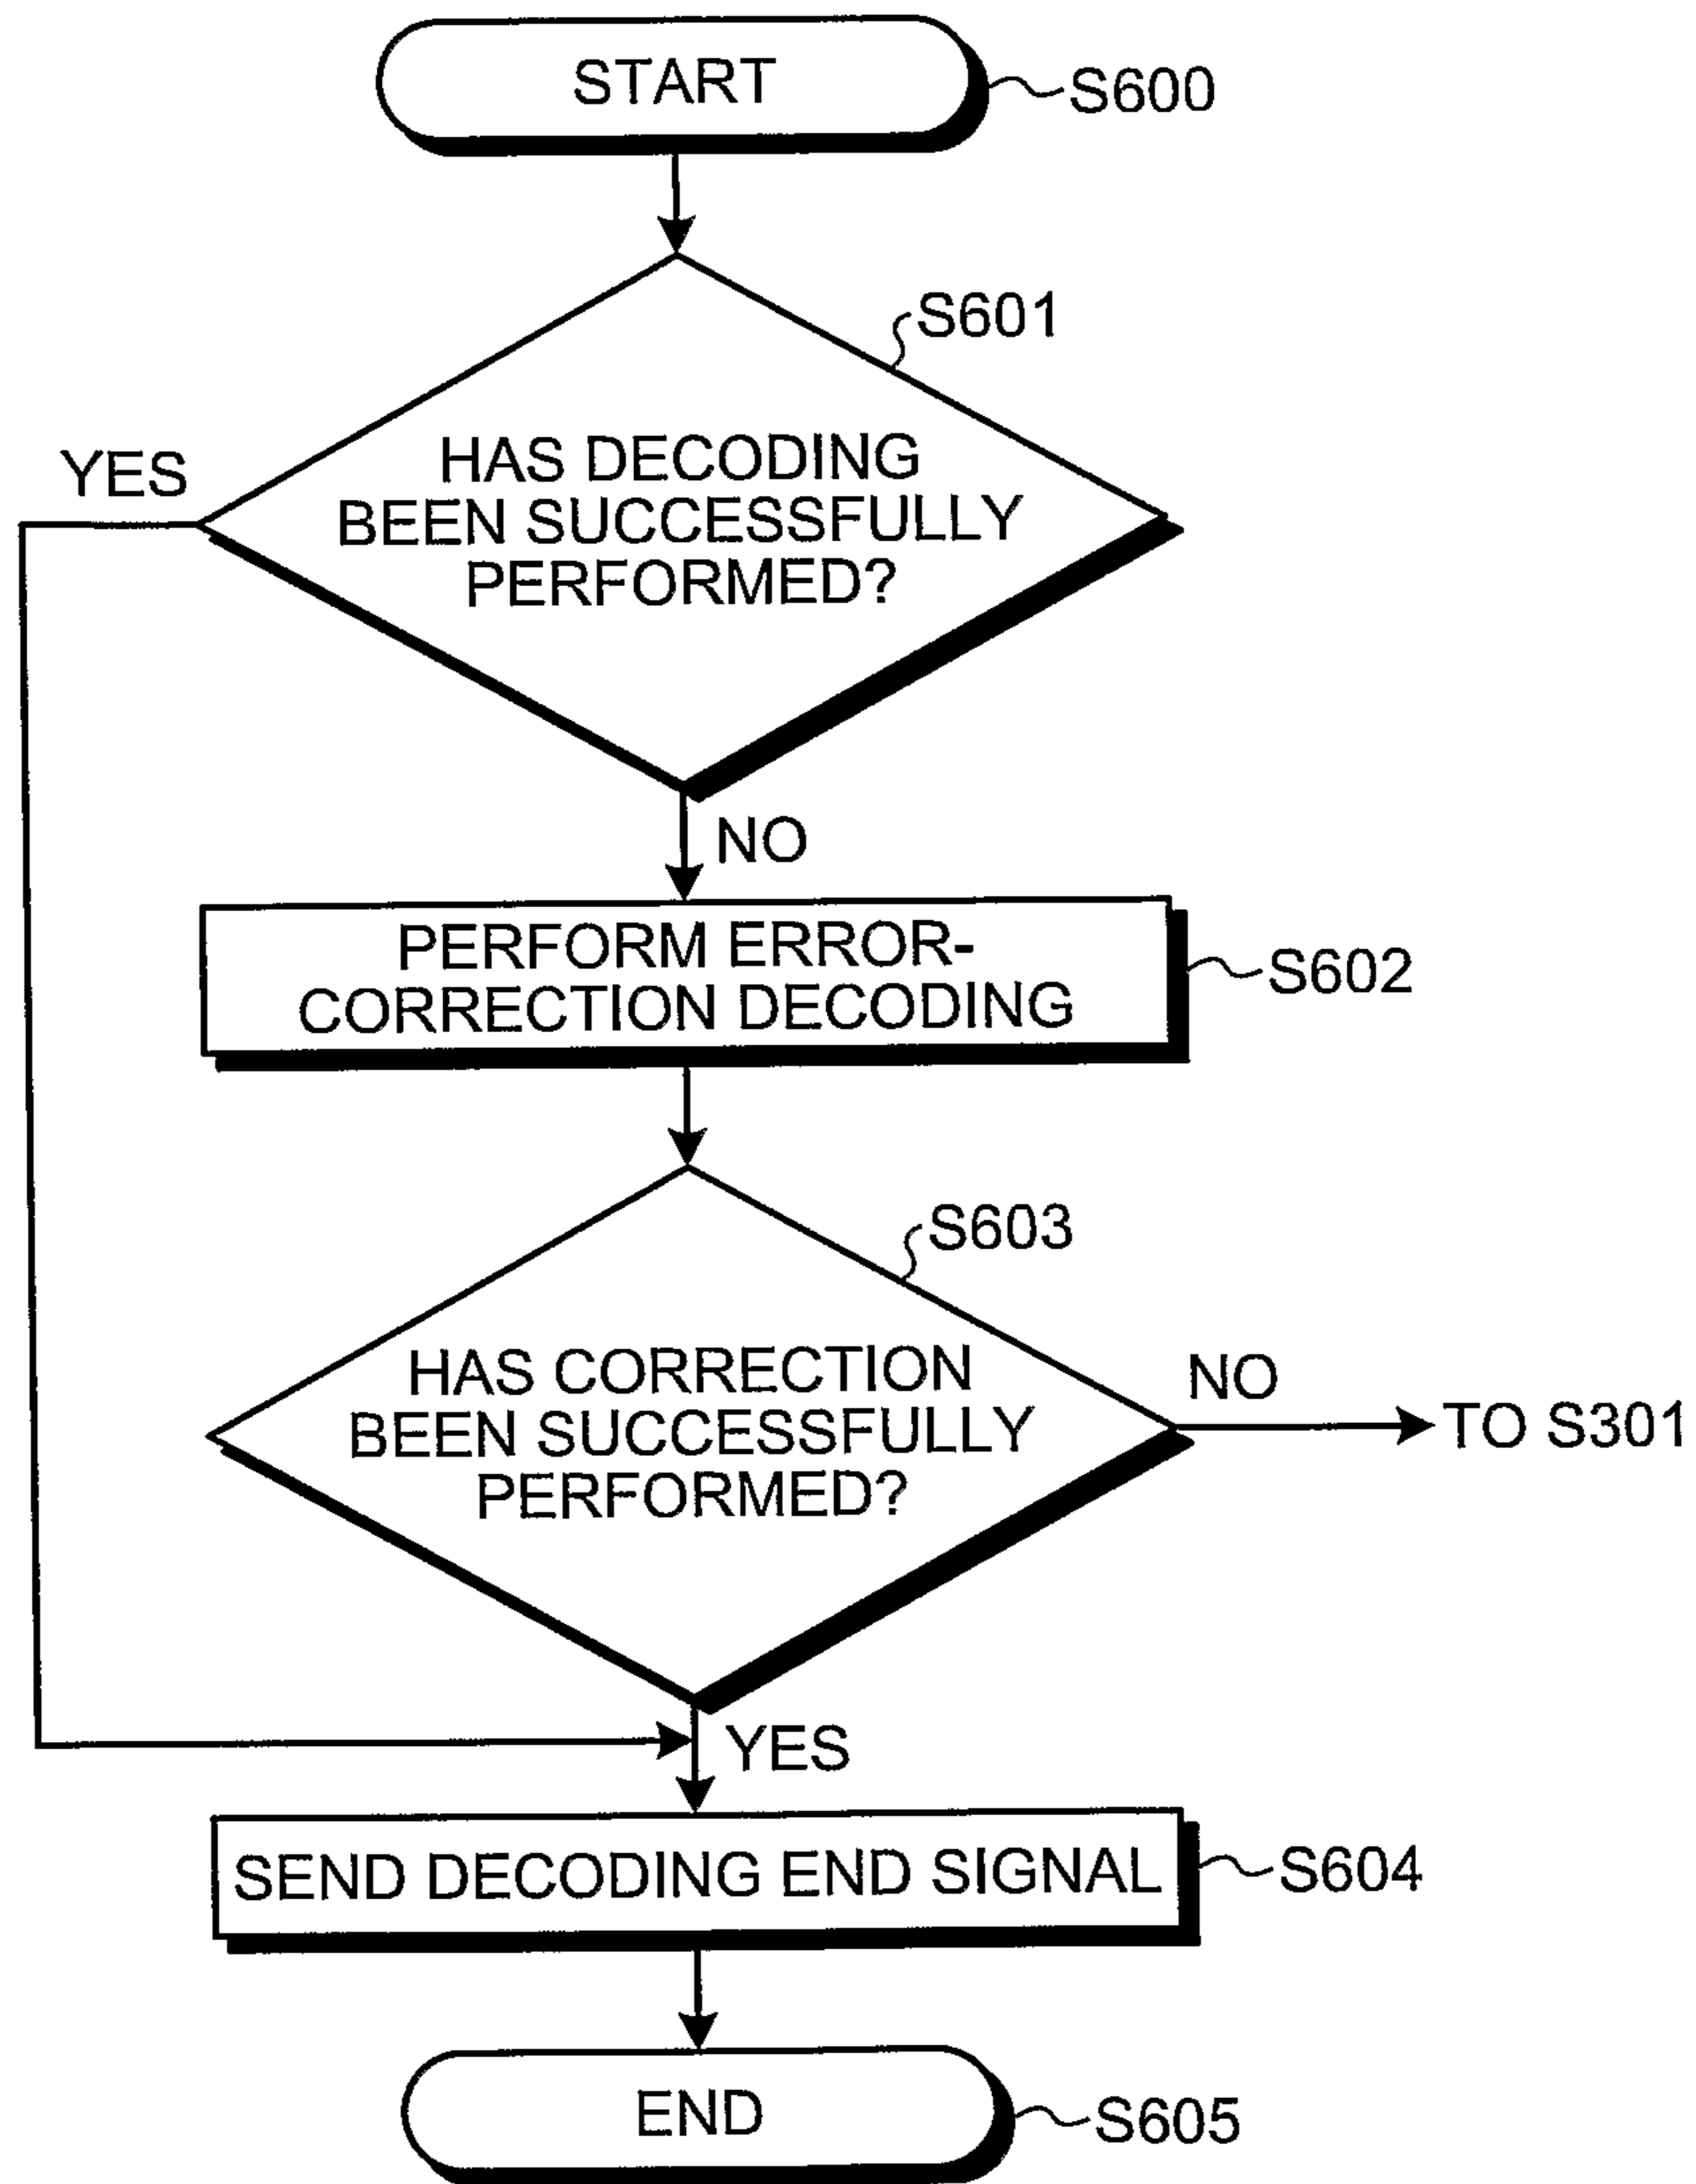 START
S600
S601
HAS DECODING
BEEN SUCCESSFULLY
PERFORMED?
YES
NO
PERFORM ERROR-
CORRECTION DECODING
S602
S603
HAS CORRECTION
BEEN SUCCESSFULLY
PERFORMED?
NO
TO S301
YES
SEND DECODING END SIGNAL
S604
END
S605